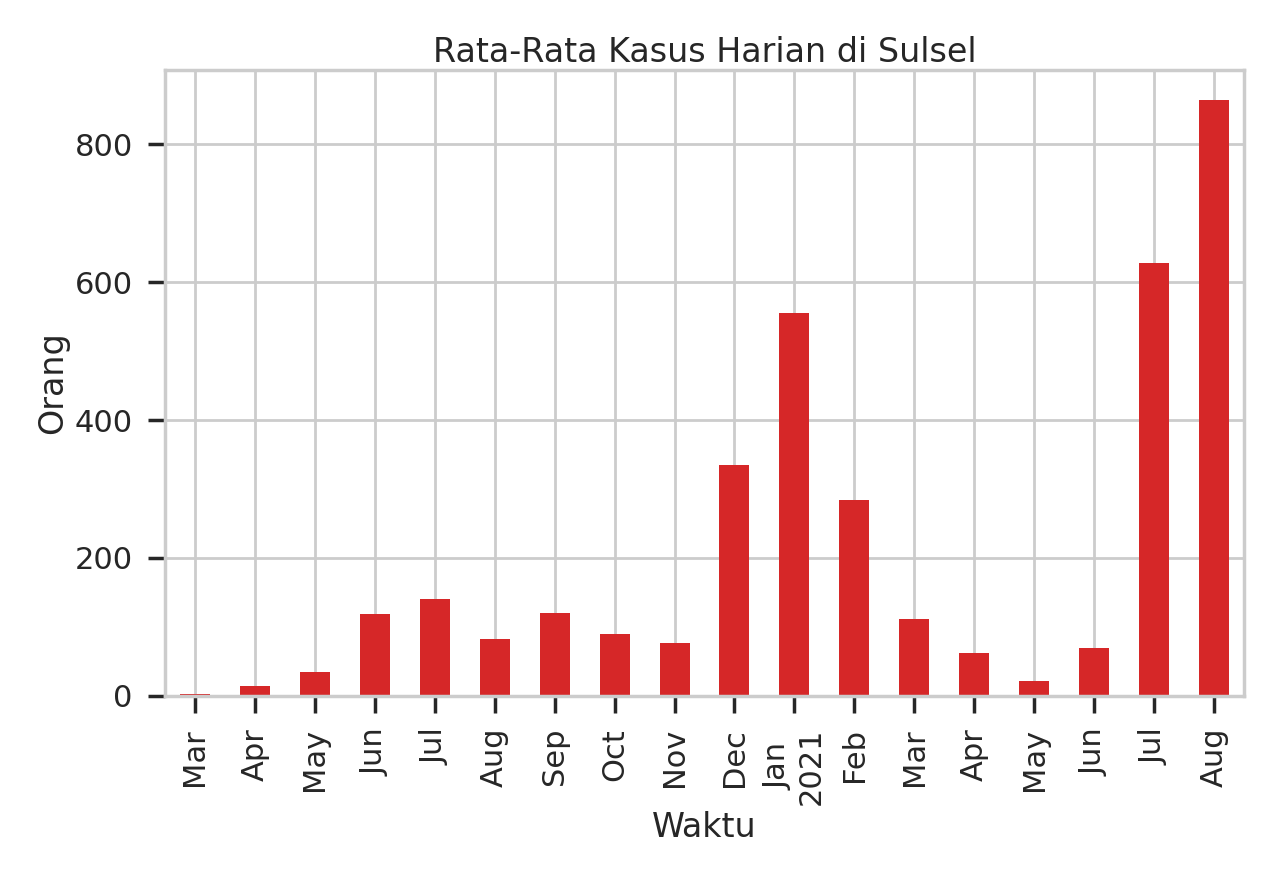 Rata-Rata Kasus Harian di Sulsel
800
600
400
200
0
Orang
Mar
Apr
May
Jun
Jul
Aug
Sep
Oct
Nov
Dec
Jan
2021
Feb
Mar
Apr
May
Jun
Jul
Aug
Waktu